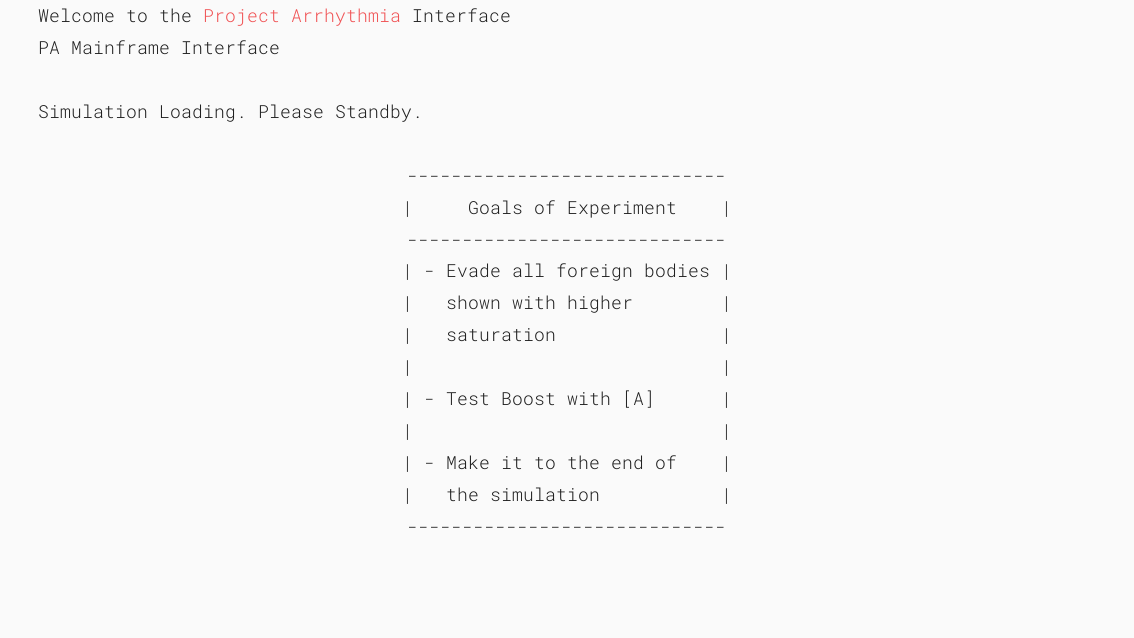 Welcome to the Project Arrhythmia Interface
PA Mainframe Interface
Simulation Loading. Please Standby.
-----------------------------
|     Goals of Experiment    |
-----------------------------
| - Evade all foreign bodies |
|   shown with higher        |
|   saturation               |
|                            |
| - Test Boost with [A]      |
|                            |
| - Make it to the end of    |
|   the simulation           |
-----------------------------